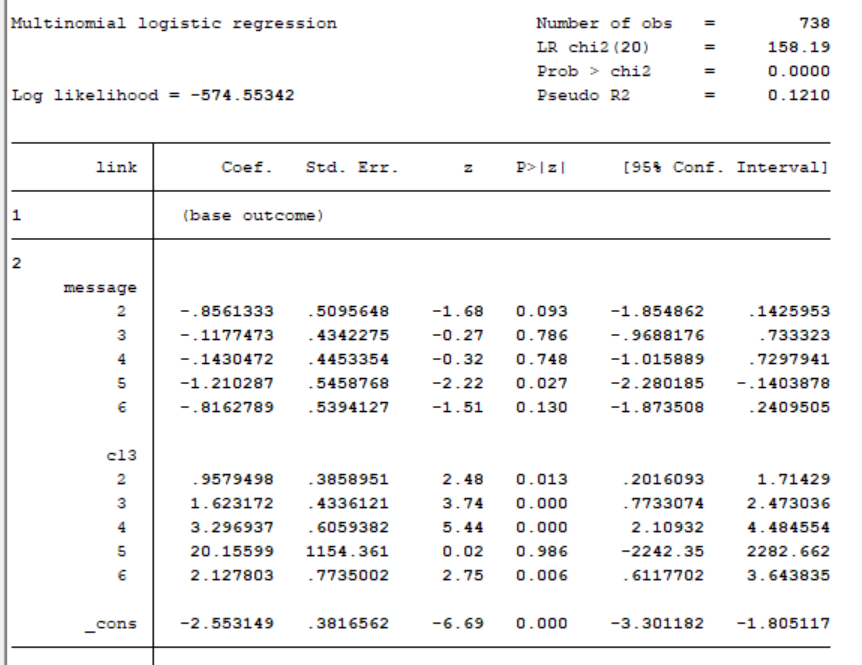 Multinomial logistic regression Number of obs = 738
LR chi2(20) = 158.19
Prob > chi2 = 0.0000
Log likelihood = -574.55342 Pseudo R2 = 0.1210
link Coef. Std. Err. z P>|z| [95% Conf. Interval]
1 (base outcome)
2
message
2 -.8561333 .5095648 -1.68 0.093 -1.854862 .1425953
3 -.1177473 .4342275 -0.27 0.786 -.9688176 .733323
4 -.1430472 .4453354 -0.32 0.748 -1.015889 .7297941
5 -1.210287 .5458768 -2.22 0.027 -2.280185 -.1403878
6 -.8162789 .5394127 -1.51 0.130 -1.873508 .2409505
cl3
2 .9579498 .3858951 2.48 0.013 .2016093 1.71429
3 1.623172 .4336121 3.74 0.000 .7733074 2.473036
4 3.296937 .6059382 5.44 0.000 2.10932 4.484554
5 20.15599 1154.361 0.02 0.986 -2242.35 2282.662
6 2.127803 .7735002 2.75 0.006 .6117702 3.643835
_cons -2.553149 .3816562 -6.69 0.000 -3.301182 -1.805117